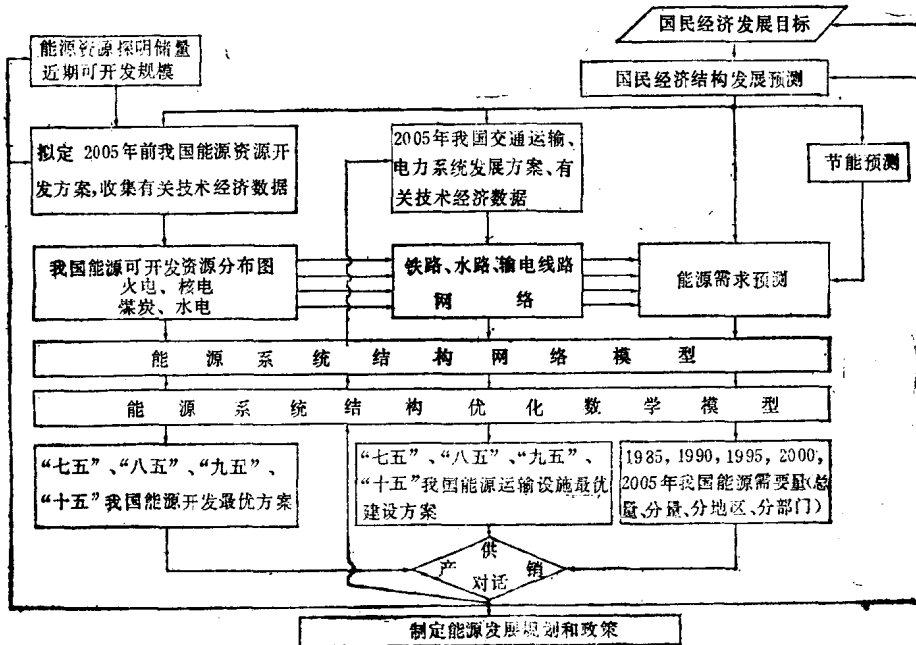 国民经济发展目标
能源资源探明储量
近期可开发规模
国民经济结构发展预测
拟定 2005年前我国能源资源开
发方案,收集有关技术经济数据
2005年我国交通运输、
电力系统发展方案、有
关技术经济数据
节能预测
我国能源可开发资源分布图
火电、核电
煤炭、水电
铁路、水路、输电线路
网 络
能源需求预测
能 源 系 统 结 构 网 络 模 型
能 源 系 统 结 构 优 化 数 学 模 型
“七五”、“八五”、“九五”、
“十五”我国能源开发最优方案
“七五”、“八五”、“九五”、
“十五”我国能源运输设施最优
建设方案
1985, 1990, 1995, 2000,
2005年我国能源需要量(总
量、分量、分地区、分部门)
供
产 销
对话
制定能源发展规划和政策